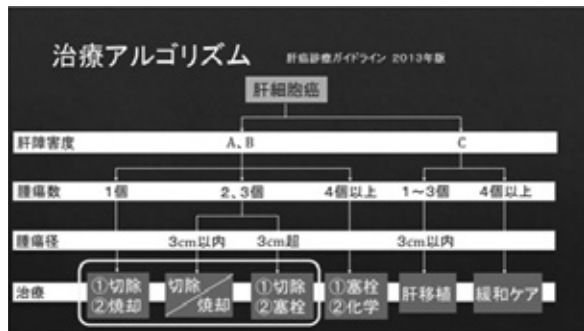 治療アルゴリズム 肝癌診療ガイドライン 2013年版
肝細胞癌
肝障害度 A、B C
腫瘍数 1個 2、3個 4個以上 1～3個 4個以上
腫瘍径 3cm以内 3cm超 3cm以内
治療 ①切除 切除 ①切除 ①塞栓 肝移植 緩和ケア
②焼却 焼却 ②塞栓 ②化学